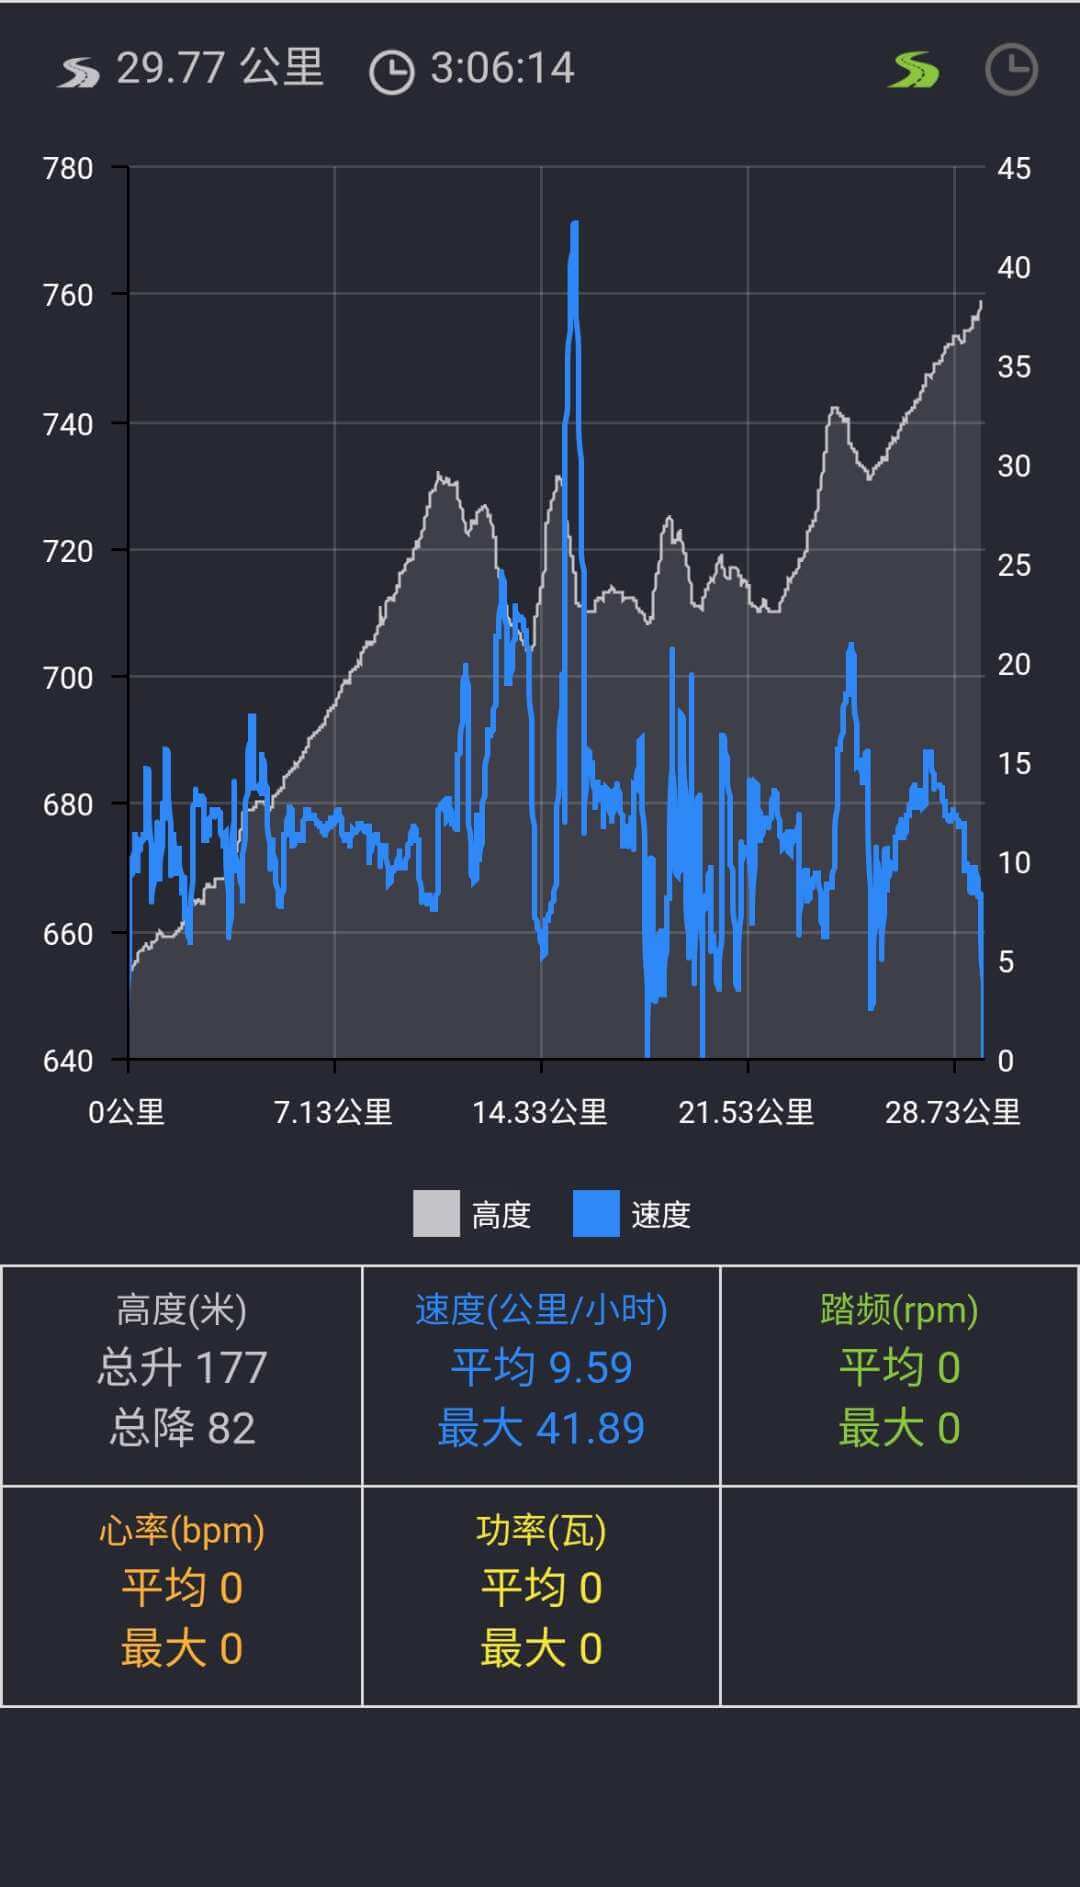 29.77 公里 3:06:14
780 45
40
760
35
740
30
720
25
700
20
15
680
10
660
5
640 0
0公里 7.13公里 14.33公里 21.53公里 28.73公里
高度 速度
高度(米) 速度(公里/小时) 踏频(rpm)
总升 177 平均 9.59 平均 0
总降 82 最大 41.89 最大 0
心率(bpm) 功率(瓦)
平均 0 平均 0
最大 0 最大 0